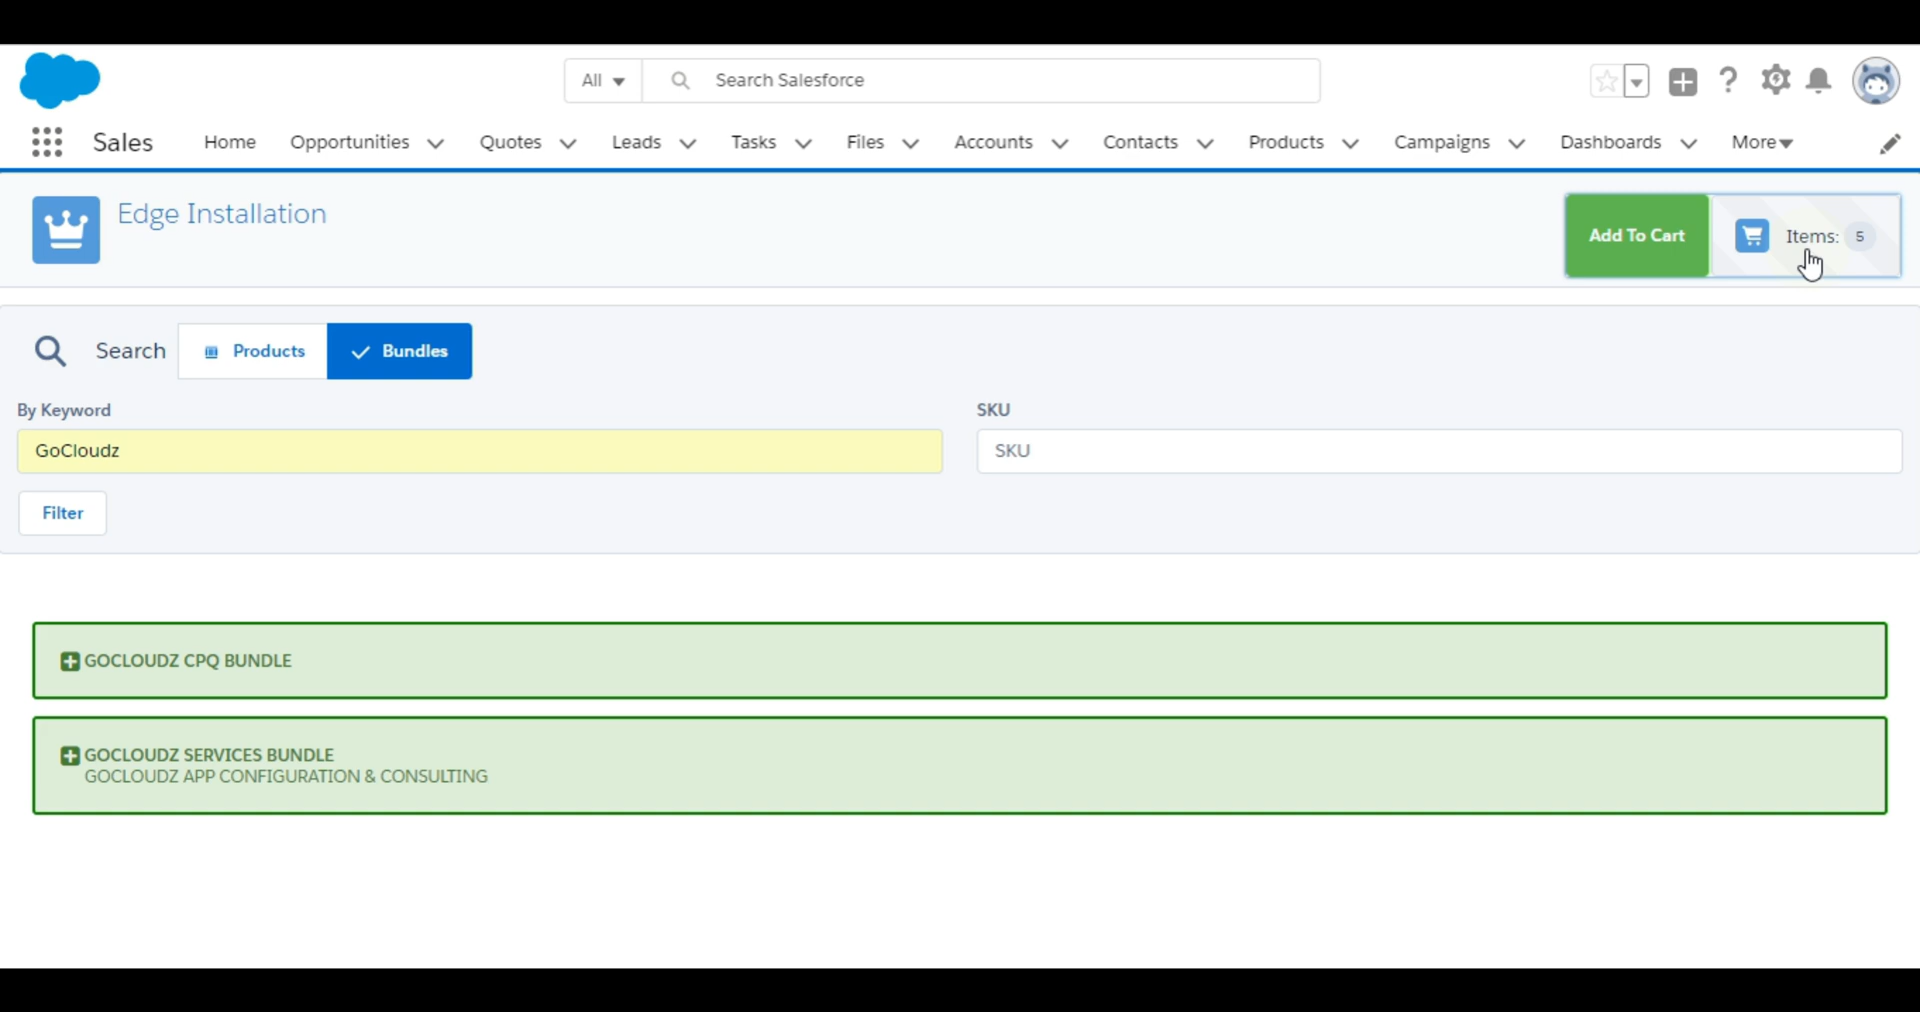 All
Search Salesforce
Sales Home Opportunities Quotes Leads Tasks Files Accounts Contacts Products Campaigns Dashboards More
Edge Installation
Add To Cart
Items: 5
Search Products Bundles
By Keyword
SKU
GoCloudz
SKU
Filter
GOCLOUDZ CPQ BUNDLE
GOCLOUDZ SERVICES BUNDLE
GOCLOUDZ APP CONFIGURATION & CONSULTING